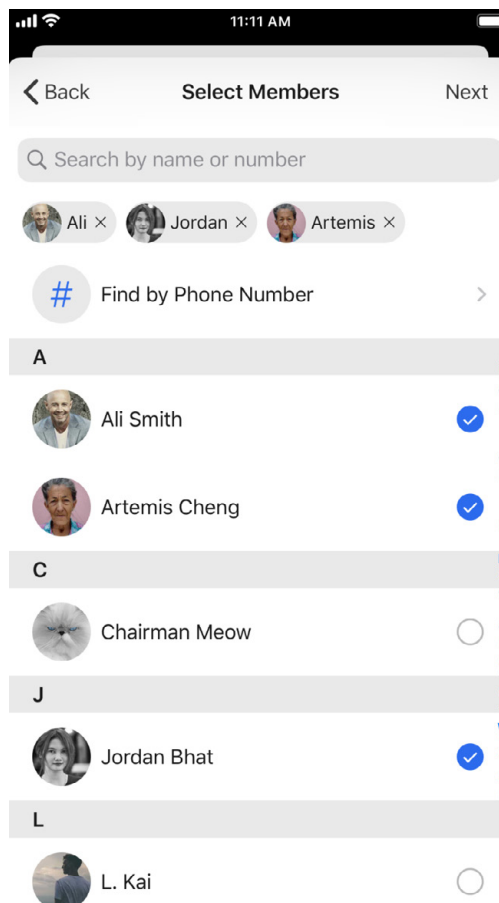 11:11 AM
Back Select Members Next
Search by name or number
Ali × Jordan × Artemis ×
# Find by Phone Number
A
Ali Smith
Artemis Cheng
C
Chairman Meow
J
Jordan Bhat
L
L. Kai